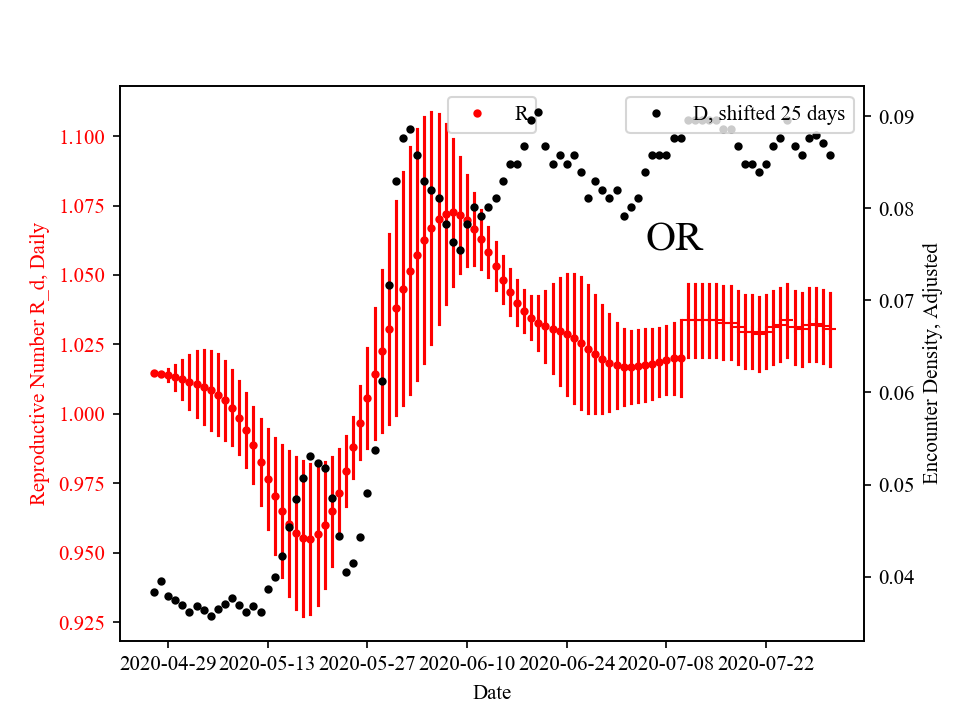 R
D, shifted 25 days
OR
Reproductive Number R_d, Daily
1.100
1.075
1.050
1.025
1.000
0.975
0.950
0.925
0.09
0.08
0.07
0.06
0.05
0.04
Encounter Density, Adjusted
2020-04-29 2020-05-13 2020-05-27 2020-06-10 2020-06-24 2020-07-08 2020-07-22
Date